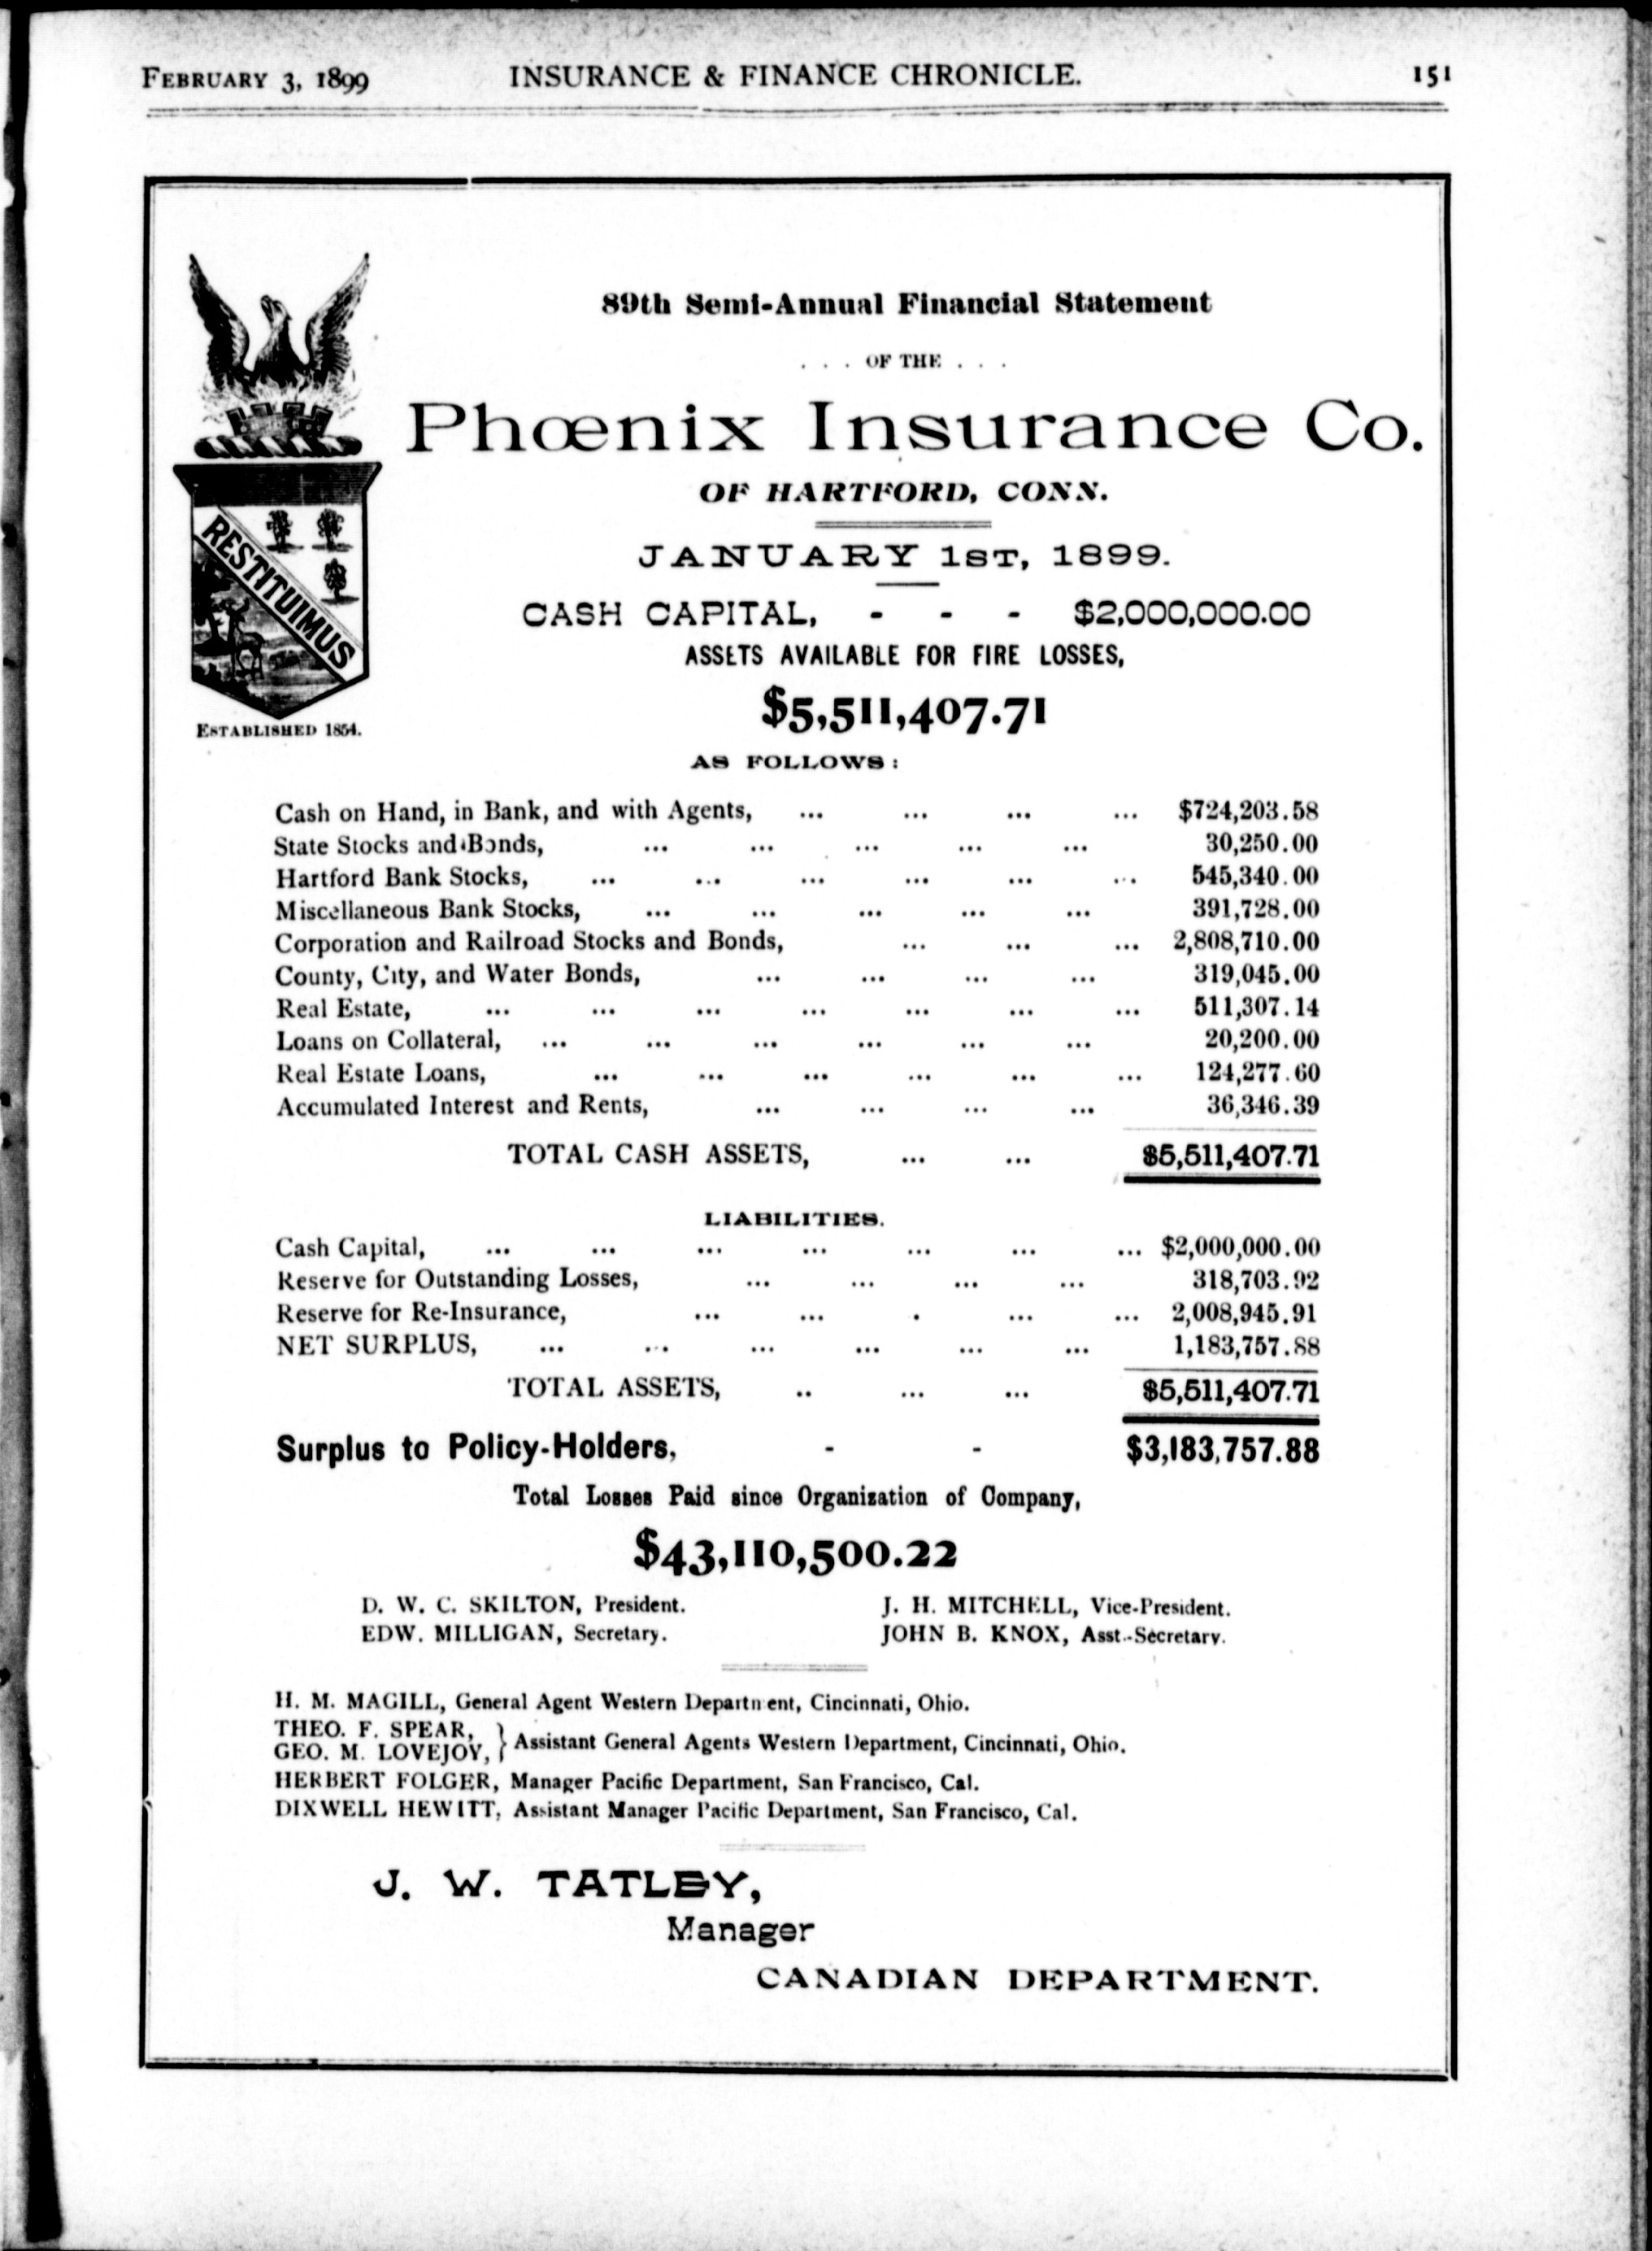 FEBRUARY 3, 1899 INSURANCE & FINANCE CHRONICLE. 151
89th Semi-Annual Financial Statement
. . . OF THE . . .
Phœnix Insurance Co.
OF HARTFORD, CONN.
JANUARY 1ST, 1899.
CASH CAPITAL, - - - $2,000,000.00
ASSETS AVAILABLE FOR FIRE LOSSES,
$5,511,407.71
RESTITUIMUS
ESTABLISHED 1854.
AS FOLLOWS:
Cash on Hand, in Bank, and with Agents, ... ... ... ... $724,203.58
State Stocks and Bonds, ... ... ... ... ... 30,250.00
Hartford Bank Stocks, ... ... ... ... ... ... 545,340.00
Miscellaneous Bank Stocks, ... ... ... ... ... 391,728.00
Corporation and Railroad Stocks and Bonds, ... ... ... 2,808,710.00
County, City, and Water Bonds, ... ... ... ... 319,045.00
Real Estate, ... ... ... ... ... ... ... 511,307.14
Loans on Collateral, ... ... ... ... ... ... 20,200.00
Real Estate Loans, ... ... ... ... ... ... 124,277.60
Accumulated Interest and Rents, ... ... ... ... 36,346.39
TOTAL CASH ASSETS, ... ... $5,511,407.71
LIABILITIES.
Cash Capital, ... ... ... ... ... ... ... $2,000,000.00
Reserve for Outstanding Losses, ... ... ... ... 318,703.92
Reserve for Re-Insurance, ... ... . ... ... 2,008,945.91
NET SURPLUS, ... .. ... ... ... ... 1,183,757.88
TOTAL ASSETS, .. ... ... $5,511,407.71
Surplus to Policy-Holders, - - $3,183,757.88
Total Losses Paid since Organization of Company,
$43,110,500.22
D. W. C. SKILTON, President. J. H. MITCHELL, Vice-President.
EDW. MILLIGAN, Secretary. JOHN B. KNOX, Asst.-Secretary.
H. M. MAGILL, General Agent Western Department, Cincinnati, Ohio.
THEO. F. SPEAR,
GEO. M. LOVEJOY, } Assistant General Agents Western Department, Cincinnati, Ohio.
HERBERT FOLGER, Manager Pacific Department, San Francisco, Cal.
DIXWELL HEWITT, Assistant Manager Pacific Department, San Francisco, Cal.
J. W. TATLEY,
Manager
CANADIAN DEPARTMENT.